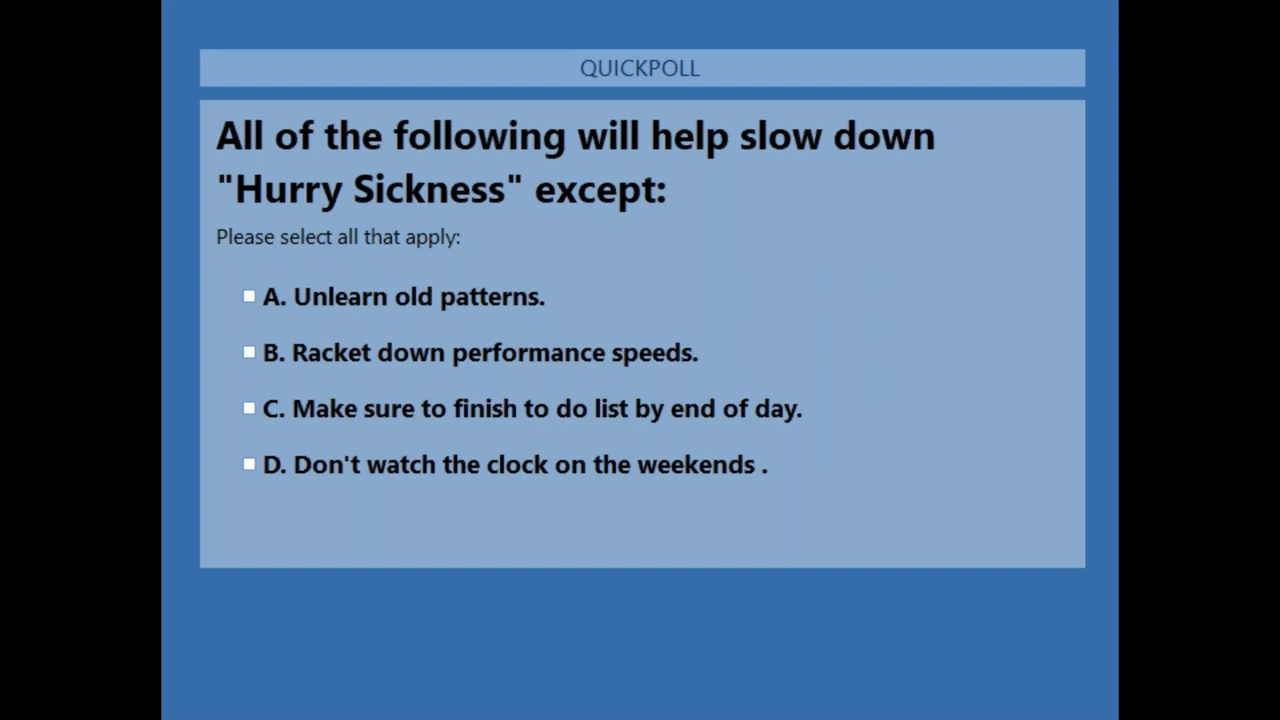 QUICKPOLL
All of the following will help slow down
"Hurry Sickness" except:
Please select all that apply:
A. Unlearn old patterns.
B. Racket down performance speeds.
C. Make sure to finish to do list by end of day.
D. Don't watch the clock on the weekends .